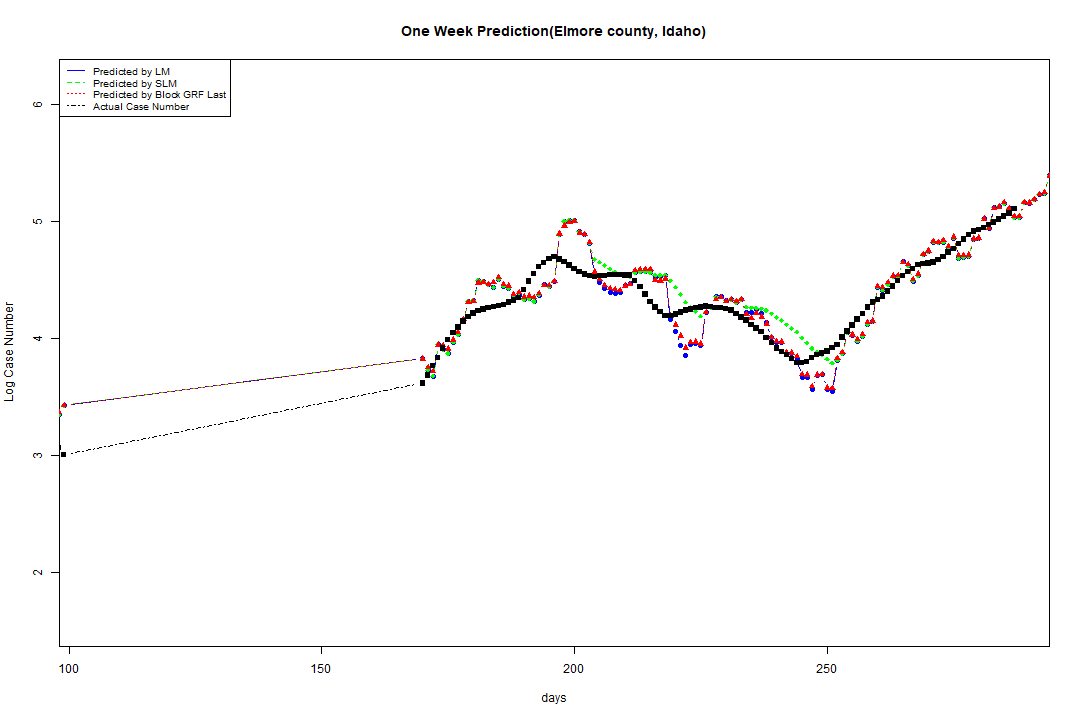 One Week Prediction(Elmore county, Idaho)
Predicted by LM
Predicted by SLM
Predicted by Block GRF Last
Actual Case Number
6
5
4
3
2
Log Case Number
100 150 200 250
days